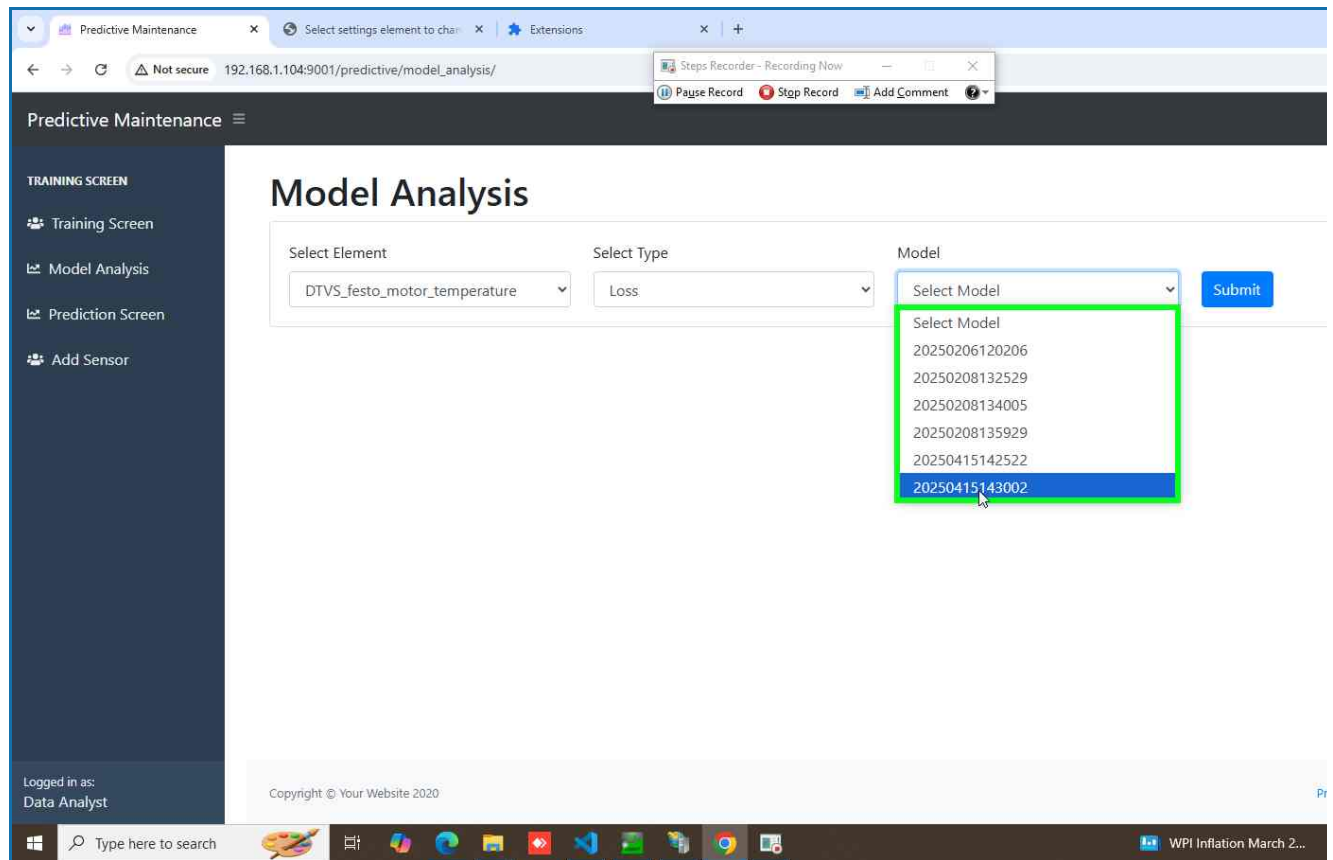 Predictive Maintenance
Select settings element to chan
Extensions
Not secure
192.168.1.104:9001/predictive/model_analysis/
Steps Recorder - Recording Now
Pause Record
Stop Record
Add Comment
Predictive Maintenance
TRAINING SCREEN
Training Screen
Model Analysis
Prediction Screen
Add Sensor
Model Analysis
Select Element
Select Type
Model
DTVS_festo_motor_temperature
Loss
Select Model
Submit
Select Model
20250206120206
20250208132529
20250208134005
20250208135929
20250415142522
20250415143002
Logged in as:
Data Analyst
Copyright © Your Website 2020
Pr
Type here to search
WPI Inflation March 2...